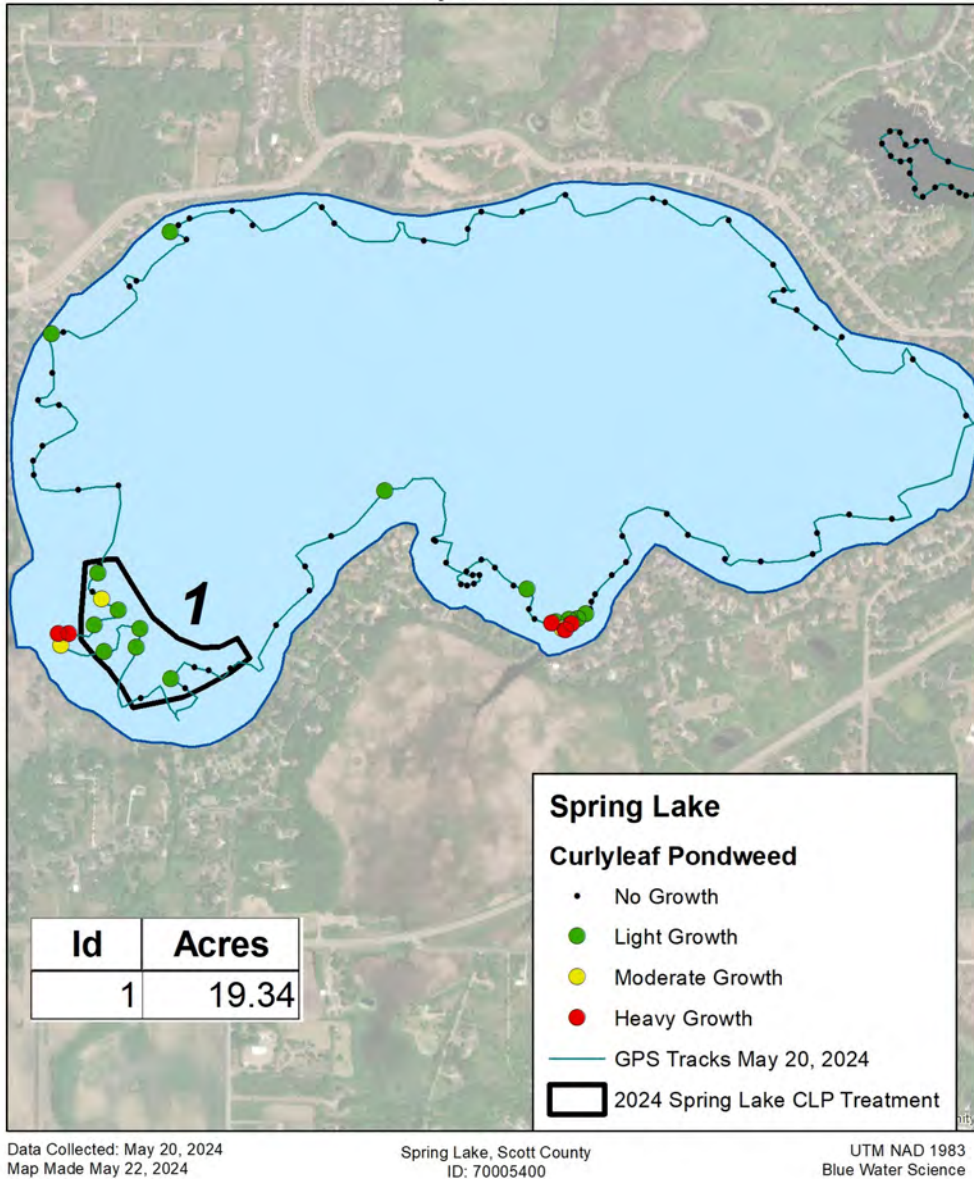 1
Spring Lake
Curlyleaf Pondweed
No Growth
Light Growth
Moderate Growth
Heavy Growth
GPS Tracks May 20, 2024
2024 Spring Lake CLP Treatment
Id Acres
1 19.34
Data Collected: May 20, 2024
Map Made May 22, 2024
Spring Lake, Scott County
ID: 70005400
UTM NAD 1983
Blue Water Science